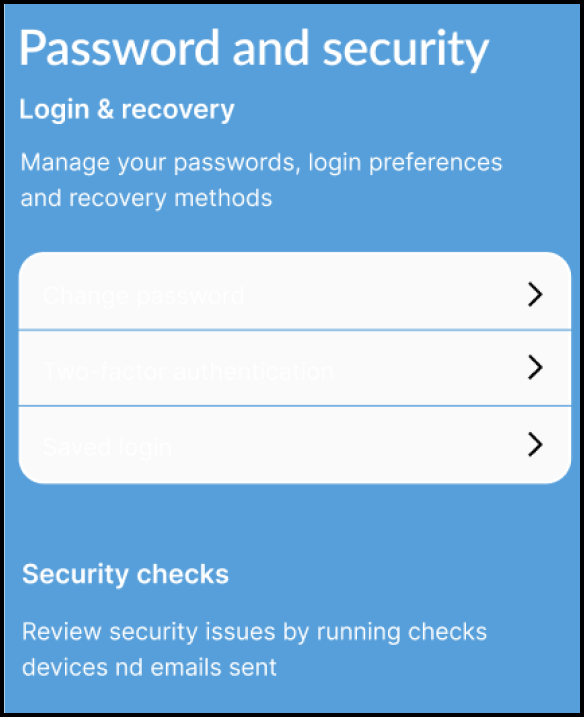 Password and security
Login & recovery
Manage your passwords, login preferences
and recovery methods
Change password
Two-factor authentication
Saved login
Security checks
Review security issues by running checks
devices nd emails sent